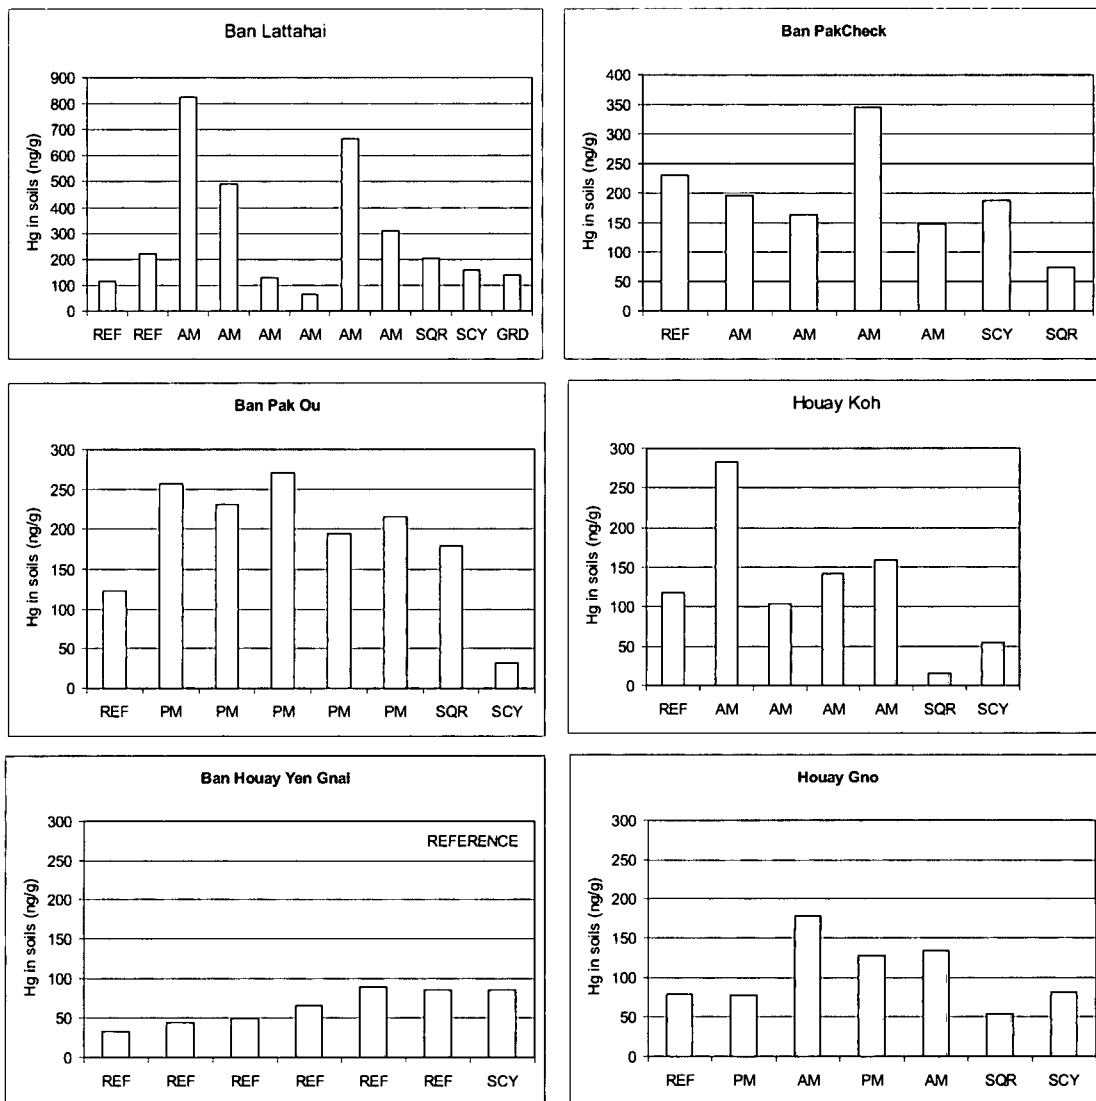 Ban Lattahai
Hg in soils (ng/g)
900
800
700
600
500
400
300
200
100
0
REF REF AM AM AM AM AM AM SQR SCY GRD
Ban PakCheck
Hg in soils (ng/g)
400
350
300
250
200
150
100
50
0
REF AM AM AM AM SCY SQR
Ban Pak Ou
Hg in soils (ng/g)
300
250
200
150
100
50
0
REF PM PM PM PM PM SQR SCY
Houay Koh
Hg in soils (ng/g)
300
250
200
150
100
50
0
REF AM AM AM AM SQR SCY
Ban Houay Yen Gnai
REFERENCE
Hg in soils (ng/g)
300
250
200
150
100
50
0
REF REF REF REF REF REF SCY
Houay Gno
Hg in soils (ng/g)
300
250
200
150
100
50
0
REF PM AM PM AM SQR SCY